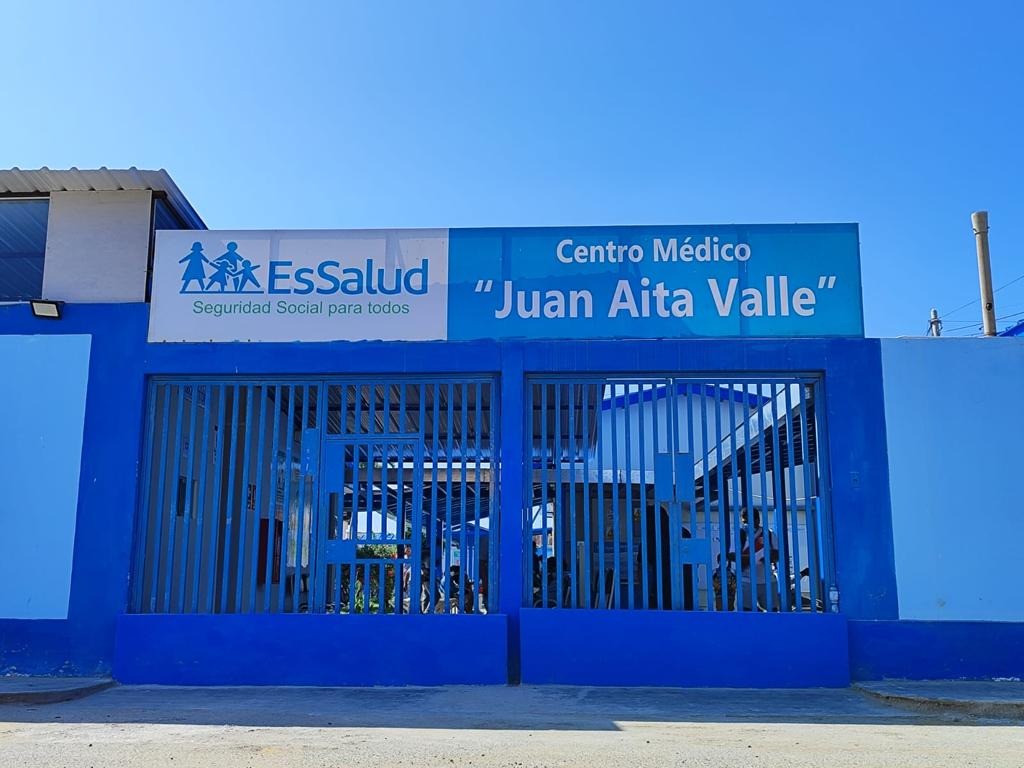 EsSalud
Seguridad Social para todos
Centro Médico
“Juan Aita Valle”